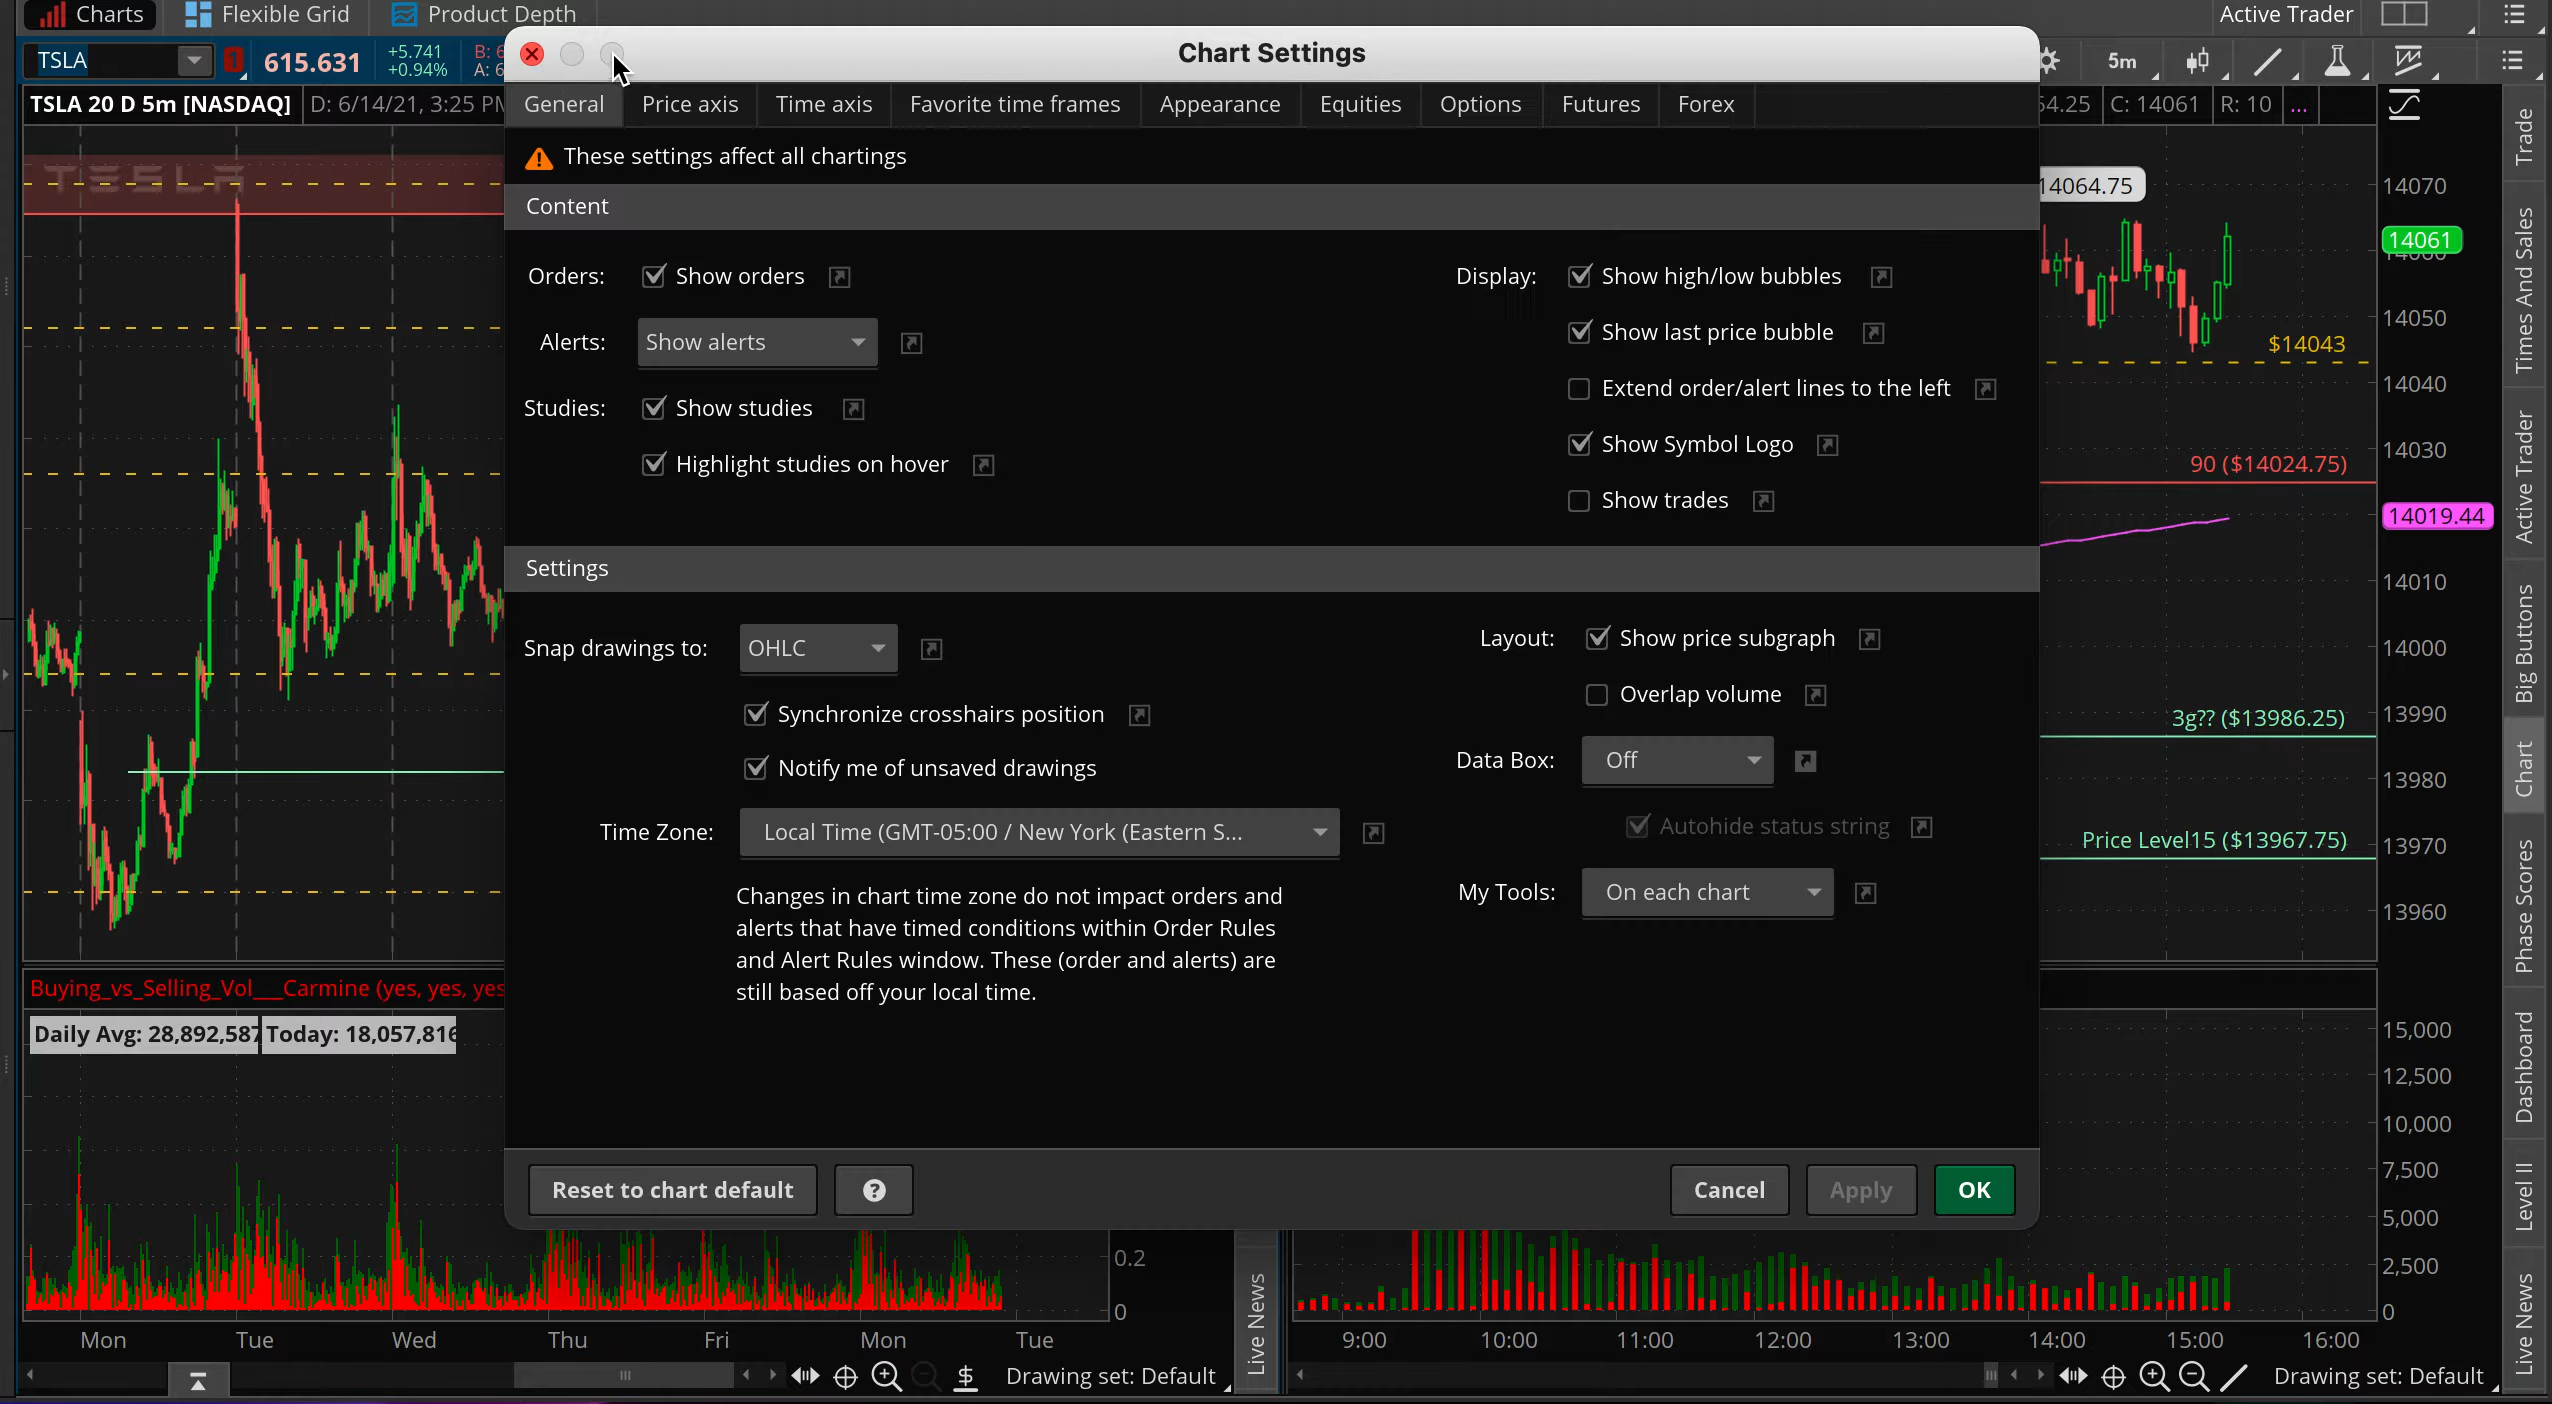 Charts
Flexible Grid
Product Depth
Active Trader
TSLA
1
615.631
+5.741
+0.94%
B: 6
A: 6
Chart Settings
5m
TSLA 20 D 5m [NASDAQ]
D: 6/14/21, 3:25 PM
General
Price axis
Time axis
Favorite time frames
Appearance
Equities
Options
Futures
Forex
54.25
C: 14061
R: 10
...
These settings affect all chartings
TESLA
Content
Orders:
Show orders
Alerts:
Show alerts
Studies:
Show studies
Highlight studies on hover
Display:
Show high/low bubbles
Show last price bubble
Extend order/alert lines to the left
Show Symbol Logo
Show trades
Settings
Snap drawings to:
OHLC
Synchronize crosshairs position
Notify me of unsaved drawings
Time Zone:
Local Time (GMT-05:00 / New York (Eastern S...
Changes in chart time zone do not impact orders and
alerts that have timed conditions within Order Rules
and Alert Rules window. These (order and alerts) are
still based off your local time.
Layout:
Show price subgraph
Overlap volume
Data Box:
Off
Autohide status string
My Tools:
On each chart
Reset to chart default
?
Cancel
Apply
OK
14064.75
14070
14061
14050
$14043
14040
14030
90 ($14024.75)
14019.44
14010
14000
3g?? ($13986.25)
13990
13980
Price Level15 ($13967.75)
13970
13960
15,000
12,500
10,000
7,500
5,000
2,500
0
Trade
Times And Sales
Active Trader
Big Buttons
Chart
Phase Scores
Dashboard
Level II
Live News
Buying_vs_Selling_Vol___Carmine (yes, yes, yes
Daily Avg: 28,892,587
Today: 18,057,816
0.2
0
Live News
Mon
Tue
Wed
Thu
Fri
Mon
Tue
9:00
10:00
11:00
12:00
13:00
14:00
15:00
16:00
$
Drawing set: Default
Drawing set: Default